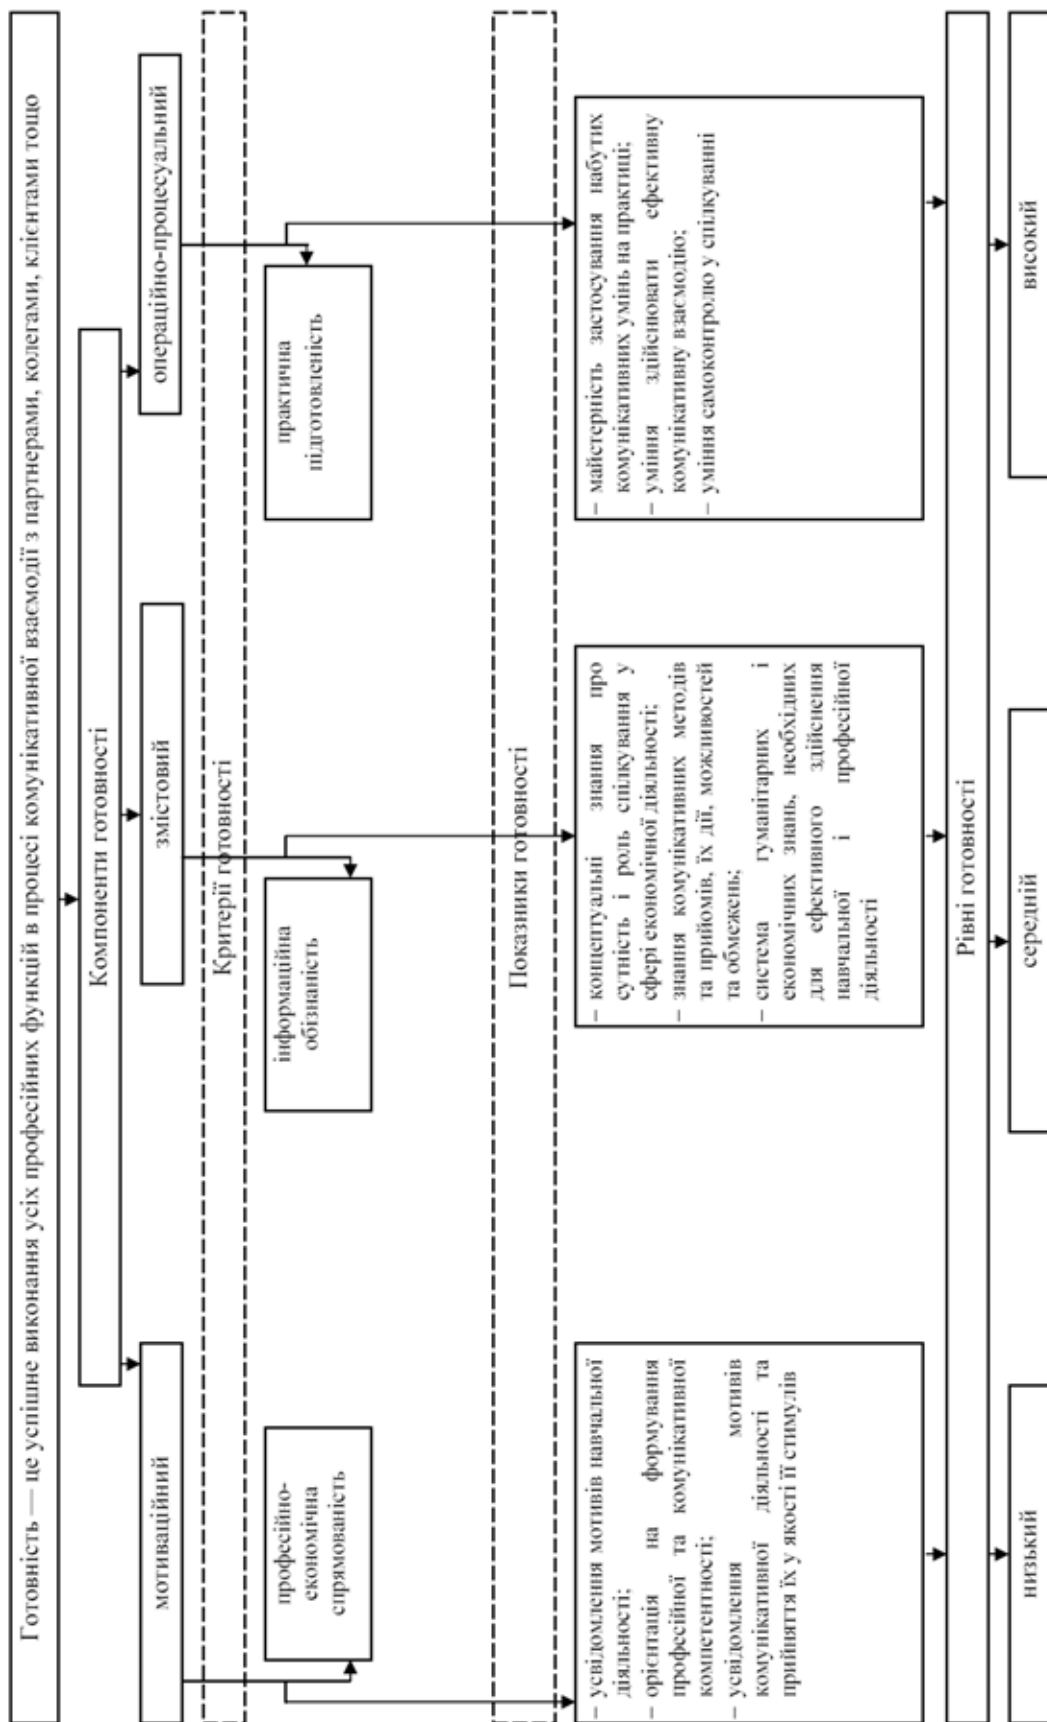 Готовність — це успішне виконання усіх професійних функцій в процесі комунікативної взаємодії з партнерами, колегами, клієнтами тощо
Компоненти готовності
мотиваційний
змістовий
операційно-процесуальний
Критерії готовності
професійно-
економічна
спрямованість
інформаційна
обізнаність
практична
підготовленість
Показники готовності
– усвідомлення мотивів навчальної
діяльності;
– орієнтація на формування
професійної та комунікативної
компетентності;
– усвідомлення мотивів
комунікативної діяльності та
прийняття їх у якості її стимулів
– концептуальні знання про
сутність і роль спілкування у
сфері економічної діяльності;
– знання комунікативних методів
та прийомів, їх дії, можливостей
та обмежень;
– система гуманітарних і
економічних знань, необхідних
для ефективного здійснення
навчальної і професійної
діяльності
– майстерність застосування набутих
комунікативних умінь на практиці;
– уміння здійснювати ефективну
комунікативну взаємодію;
– уміння самоконтролю у спілкуванні
Рівні готовності
низький
середній
високий